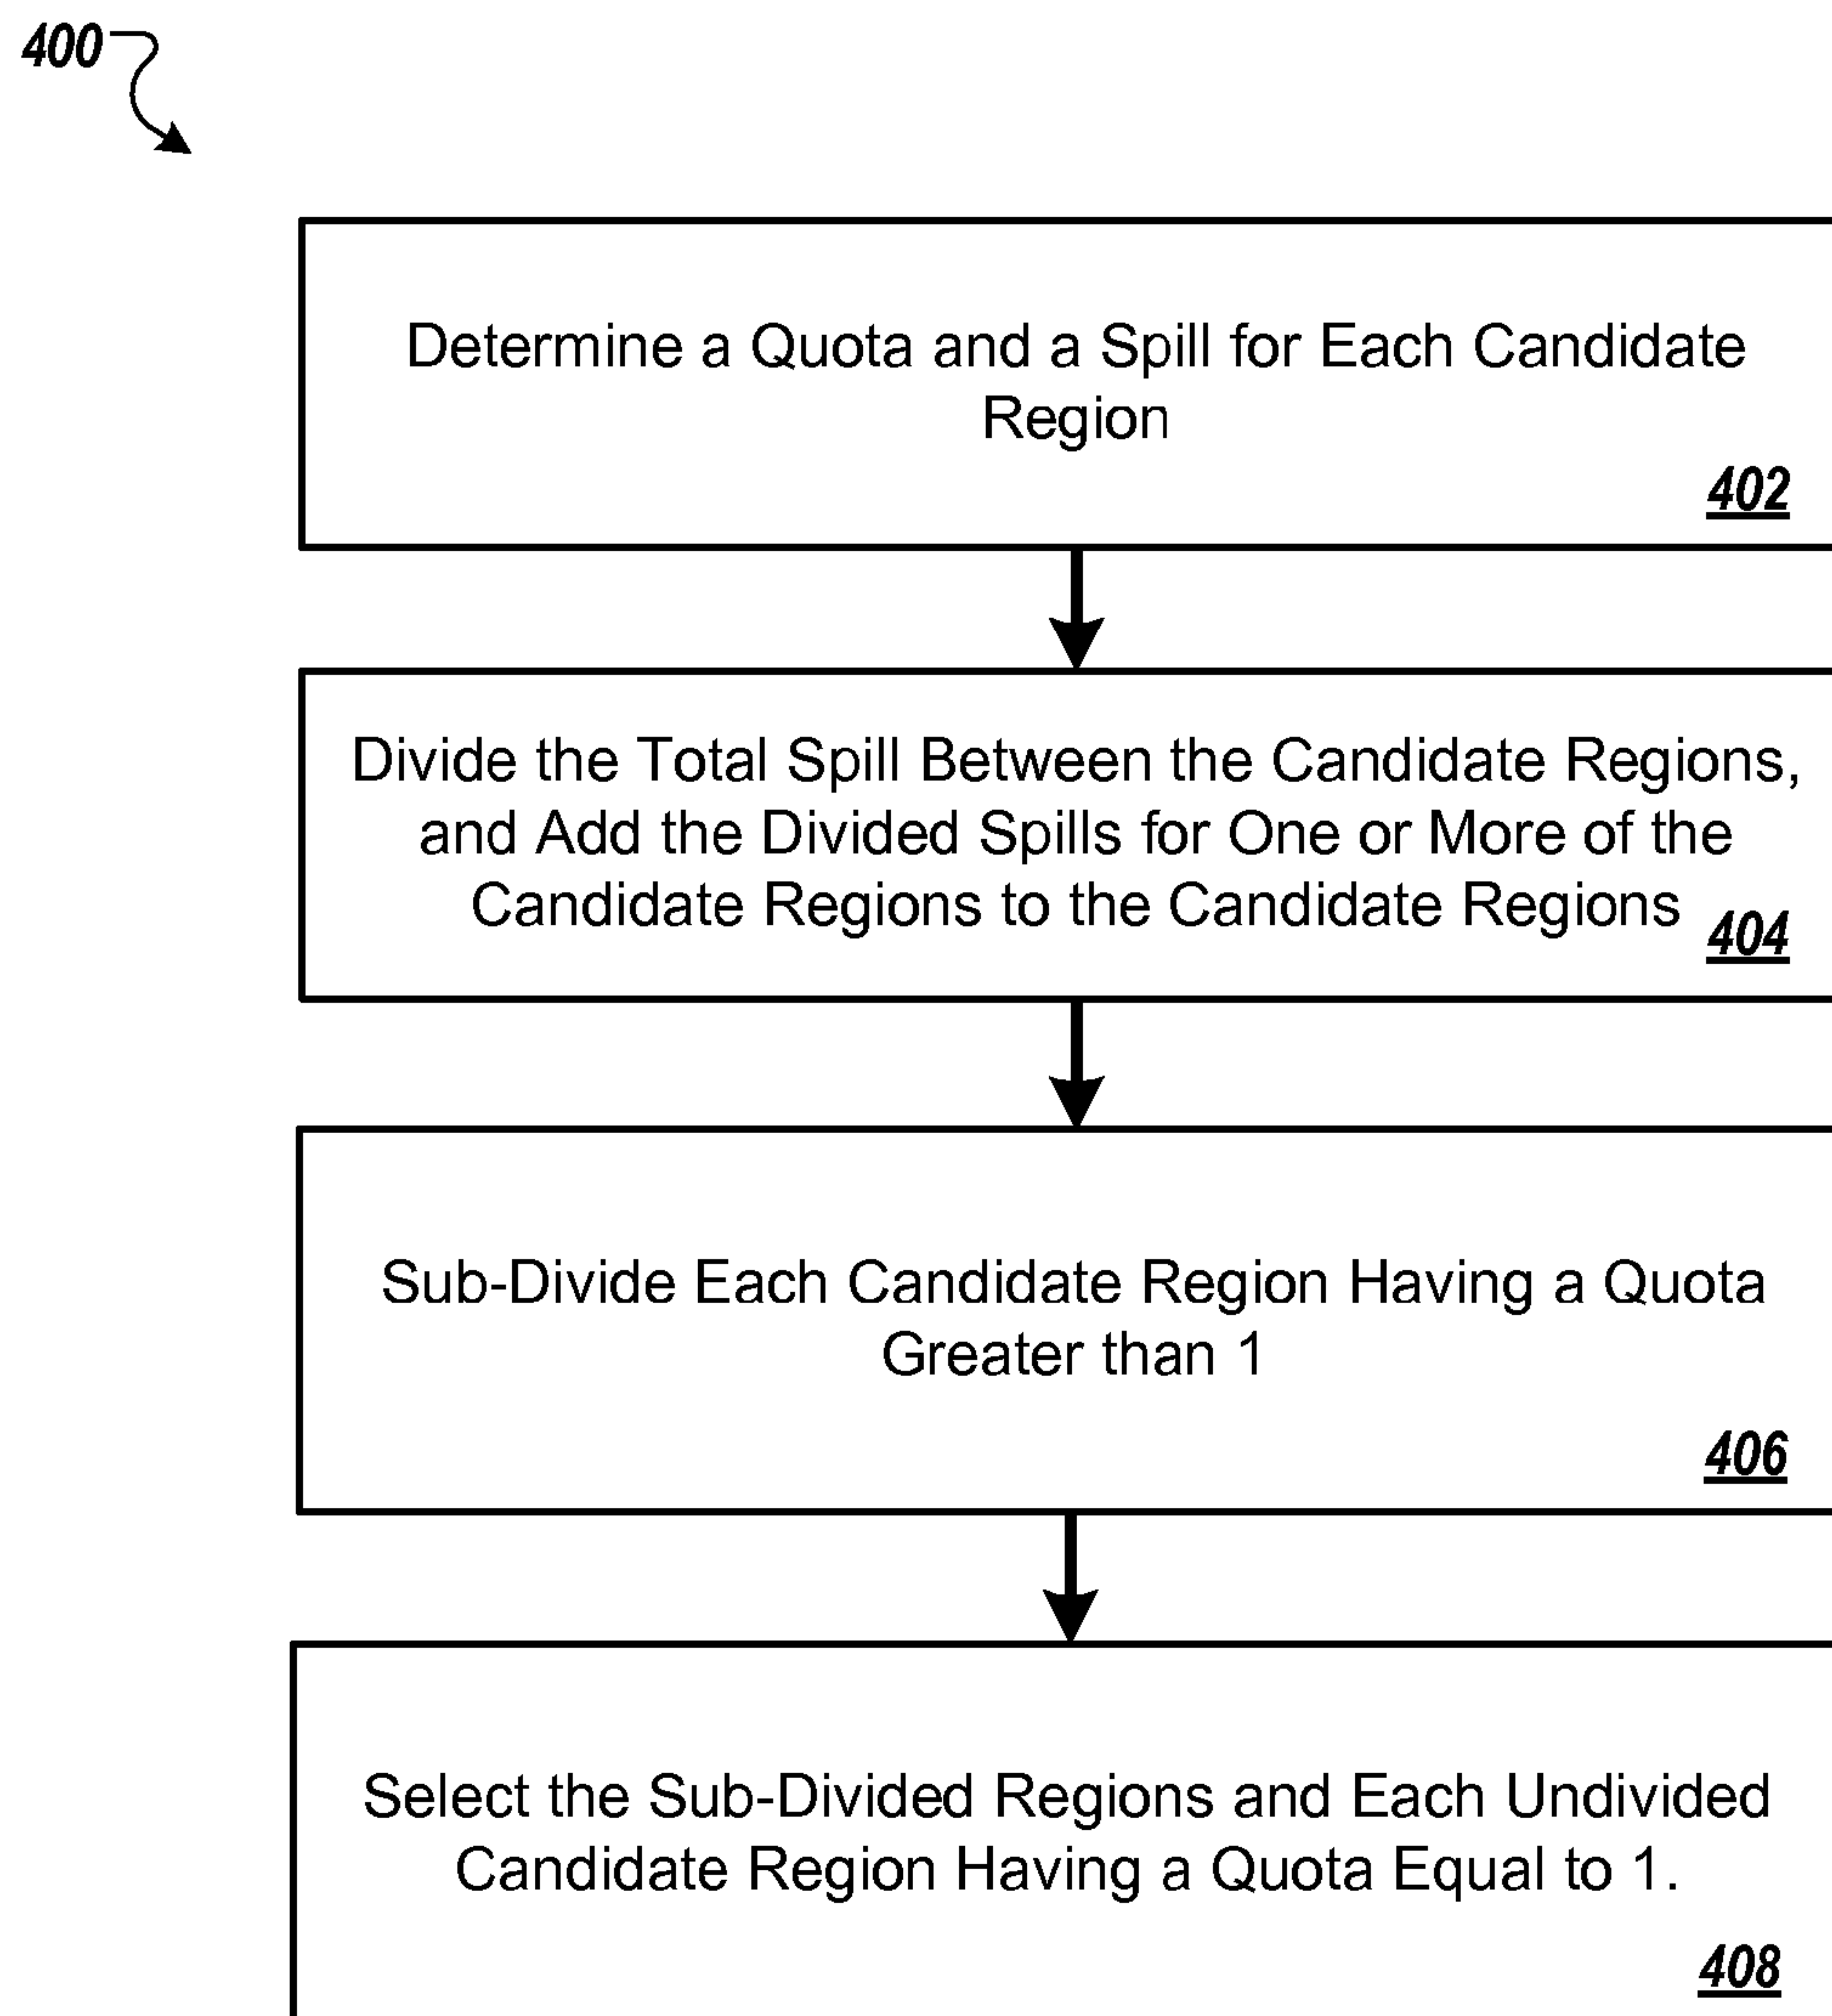 400
Determine a Quota and a Spill for Each Candidate
Region
402
Divide the Total Spill Between the Candidate Regions,
and Add the Divided Spills for One or More of the
Candidate Regions to the Candidate Regions
404
Sub-Divide Each Candidate Region Having a Quota
Greater than 1
406
Select the Sub-Divided Regions and Each Undivided
Candidate Region Having a Quota Equal to 1.
408